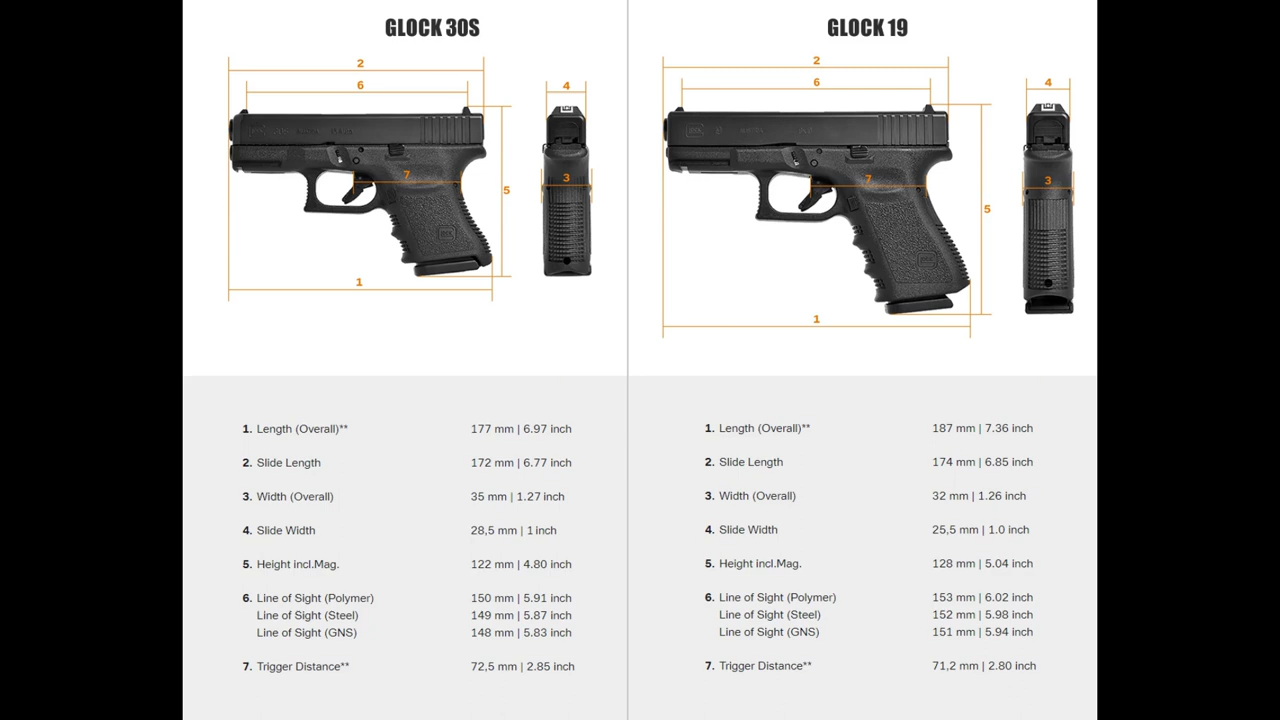 GLOCK 30S
2
6
4
7
3
5
1
1. Length (Overall)** 177 mm | 6.97 inch
2. Slide Length 172 mm | 6.77 inch
3. Width (Overall) 35 mm | 1.27 inch
4. Slide Width 28,5 mm | 1 inch
5. Height incl.Mag. 122 mm | 4.80 inch
6. Line of Sight (Polymer) 150 mm | 5.91 inch
Line of Sight (Steel) 149 mm | 5.87 inch
Line of Sight (GNS) 148 mm | 5.83 inch
7. Trigger Distance** 72,5 mm | 2.85 inch
GLOCK 19
2
6
4
7
3
5
1
1. Length (Overall)** 187 mm | 7.36 inch
2. Slide Length 174 mm | 6.85 inch
3. Width (Overall) 32 mm | 1.26 inch
4. Slide Width 25,5 mm | 1.0 inch
5. Height incl.Mag. 128 mm | 5.04 inch
6. Line of Sight (Polymer) 153 mm | 6.02 inch
Line of Sight (Steel) 152 mm | 5.98 inch
Line of Sight (GNS) 151 mm | 5.94 inch
7. Trigger Distance** 71,2 mm | 2.80 inch